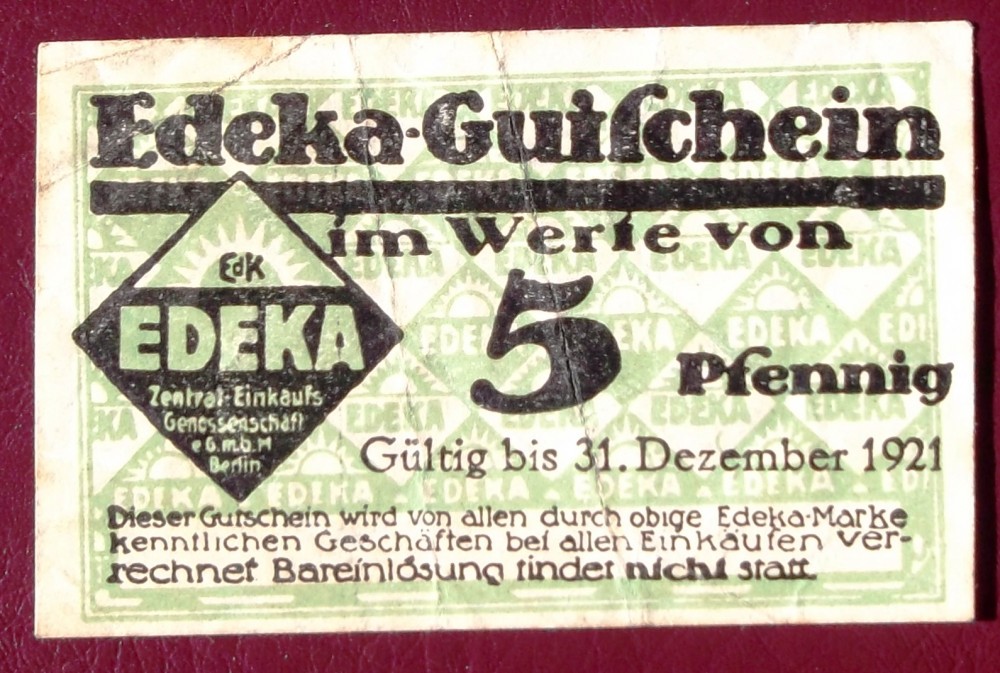 Edeka-Gutschein
im Werte von
5
Pfennig
EdK
EDEKA
Zentral-Einkaufs
Genossenschaft
e G.m.b.H
Berlin
Gültig bis 31. Dezember 1921
Dieser Gutschein wird von allen durch obige Edeka-Marke
kenntlichen Geschäften bei allen Einkäufen ver-
rechnet Bareinlösung findet nicht statt